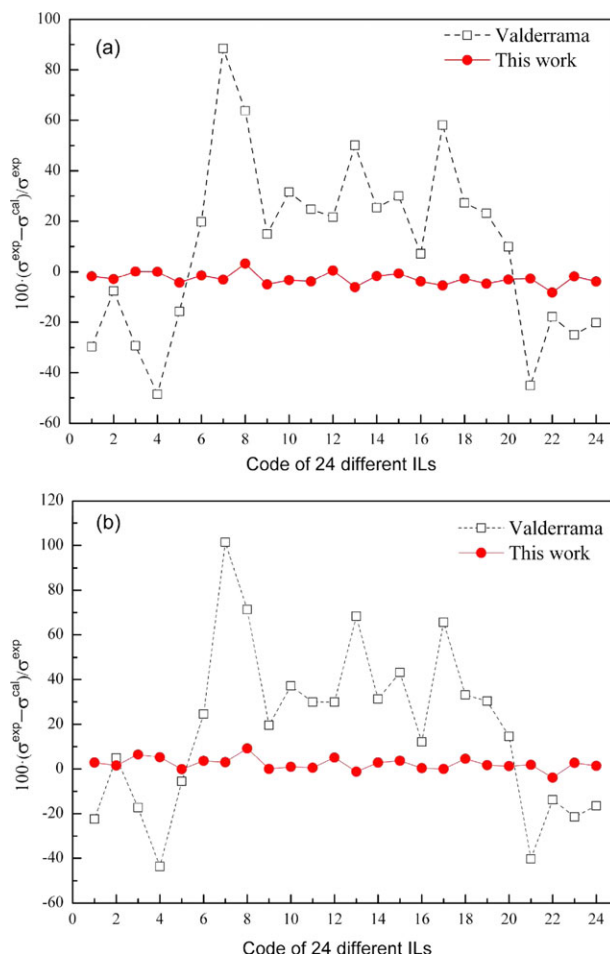 (a)
Valderrama
This work
100
80
60
40
20
0
-20
-40
-60
100·(σᵉˣᵖ−σᶜᵃˡ)/σᵉˣᵖ
0 2 4 6 8 10 12 14 16 18 20 22 24
Code of 24 different ILs
(b)
Valderrama
This work
120
100
80
60
40
20
0
-20
-40
-60
100·(σᵉˣᵖ−σᶜᵃˡ)/σᵉˣᵖ
0 2 4 6 8 10 12 14 16 18 20 22 24
Code of 24 different ILs